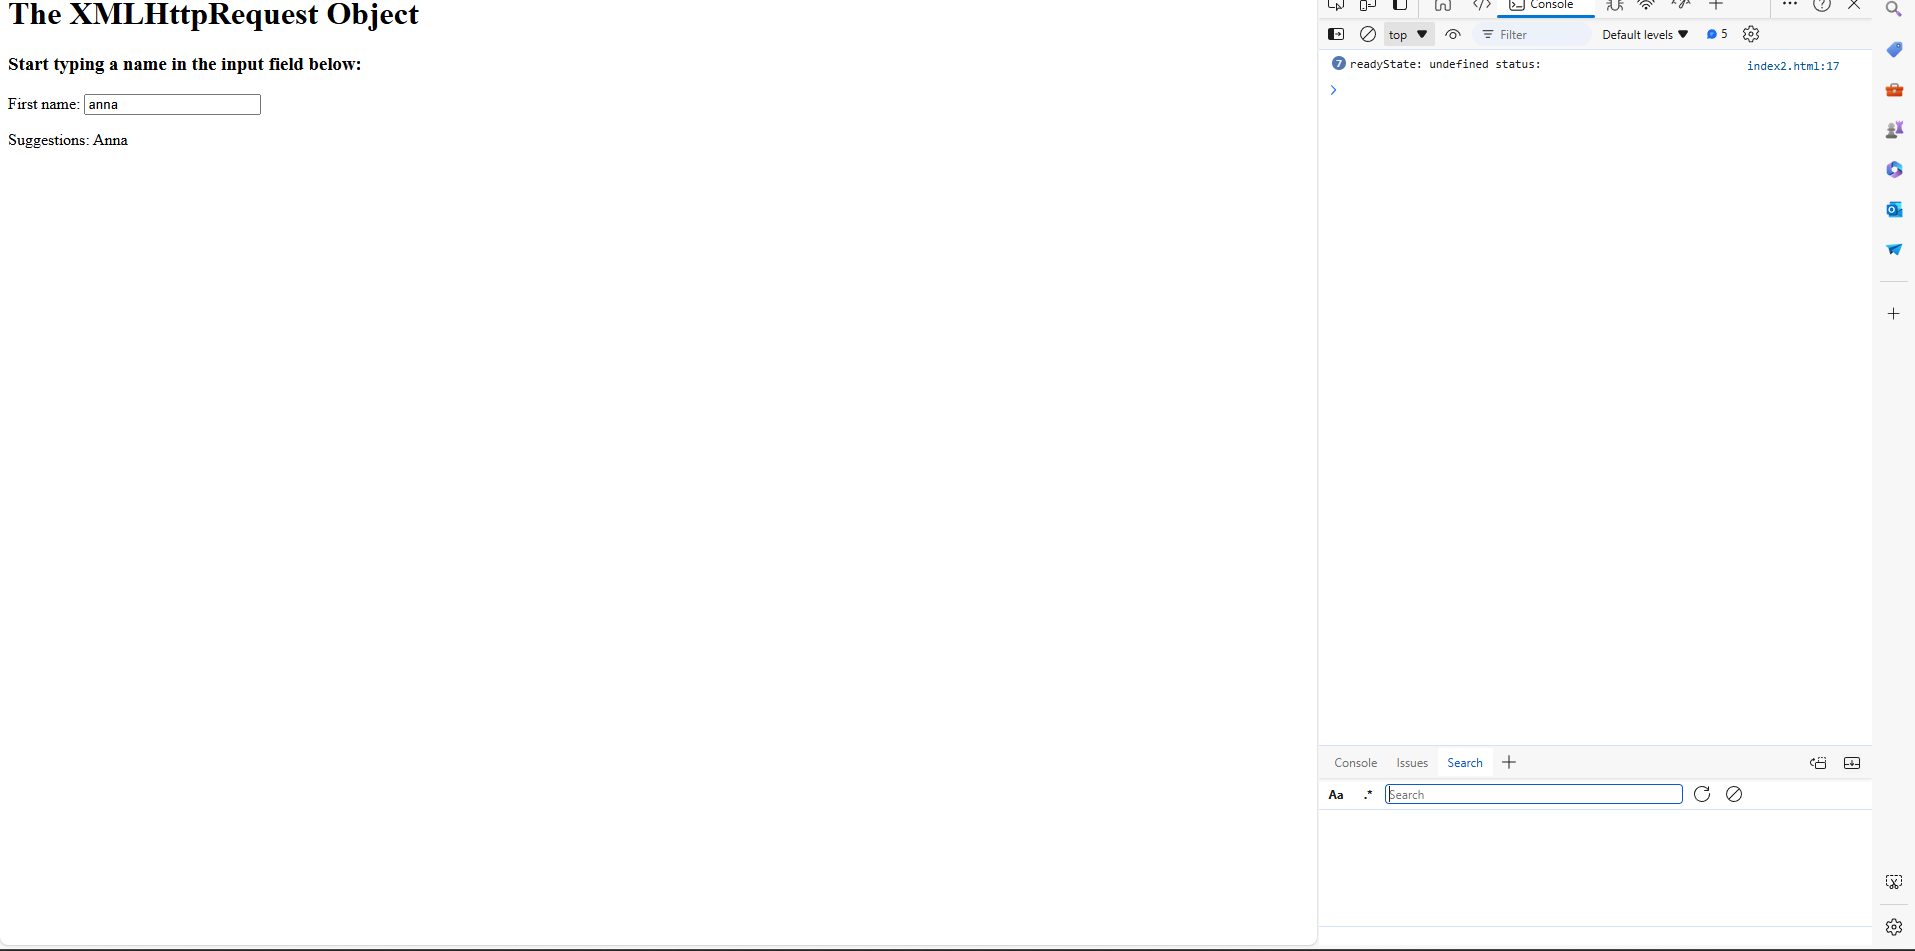 The XMLHttpRequest Object
Start typing a name in the input field below:
First name: anna
Suggestions: Anna
Console
top
Filter
Default levels
5
7 readyState: undefined status: index2.html:17
>
Console Issues Search
Aa .* Search